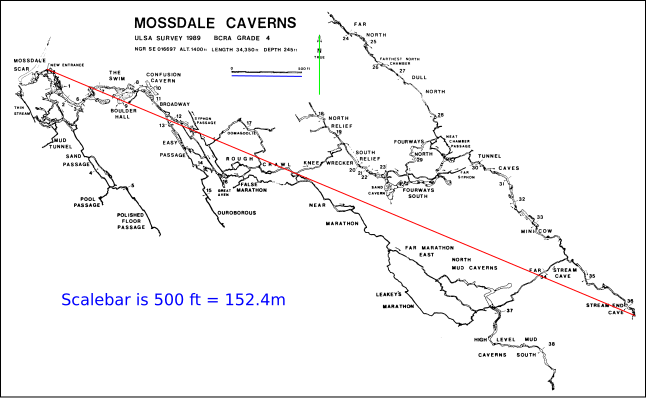 MOSSDALE CAVERNS
ULSA SURVEY 1989 BCRA GRADE 4
NGR SE 016697 ALT. 1400ft LENGTH 34,350ft DEPTH 245ft
0 500 FT
TRUE
MOSSDALE
SCAR
NEW ENTRANCE
1
2
3
6
7
8
9
THIN
STREAM
MUD
TUNNEL
SAND
PASSAGE
4
5
POOL
PASSAGE
POLISHED
FLOOR
PASSAGE
THE
SWIM
BOULDER
HALL
CONFUSION
CAVERN
10
11
BROADWAY
12
13
SYPHON
PASSAGE
EASY
PASSAGE
14
15
16
GREAT
ASTEN
OUROBOROUS
17
ROUGH CRAWL
FALSE
MARATHON
18
NORTH
RELIEF
19
KNEE WRECKER
SOUTH
RELIEF
20
21
22
23
SAND
CAVERN
FAR
NORTH
24
25
26
FARTHEST NORTH
CHAMBER
27
DULL
NORTH
28
MEAT
CHAMBER
PASSAGE
FOURWAYS
NORTH
29
FOURWAYS
SOUTH
FAR
SYPHON
30
TUNNEL
CAVES
31
32
33
MINI COW
NEAR
MARATHON
FAR MARATHON
EAST
NORTH
MUD CAVERNS
LEAKEY'S
MARATHON
FAR STREAM
CAVE
34
35
36
STREAM END
CAVE
37
HIGH LEVEL MUD
CAVERNS SOUTH
38
Scalebar is 500 ft = 152.4m